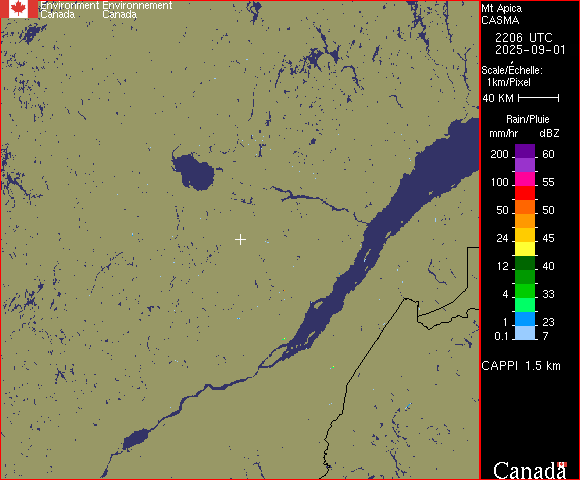 Environment Environnement
Canada Canada
Mt Apica
CASMA
2206 UTC
2025-09-01
Scale/Échelle:
1km/Pixel
40 KM
Rain/Pluie
mm/hr dBZ
200 60
100 55
50 50
24 45
12 40
4 33
1 23
0.1 7
CAPPI 1.5 km
Canada